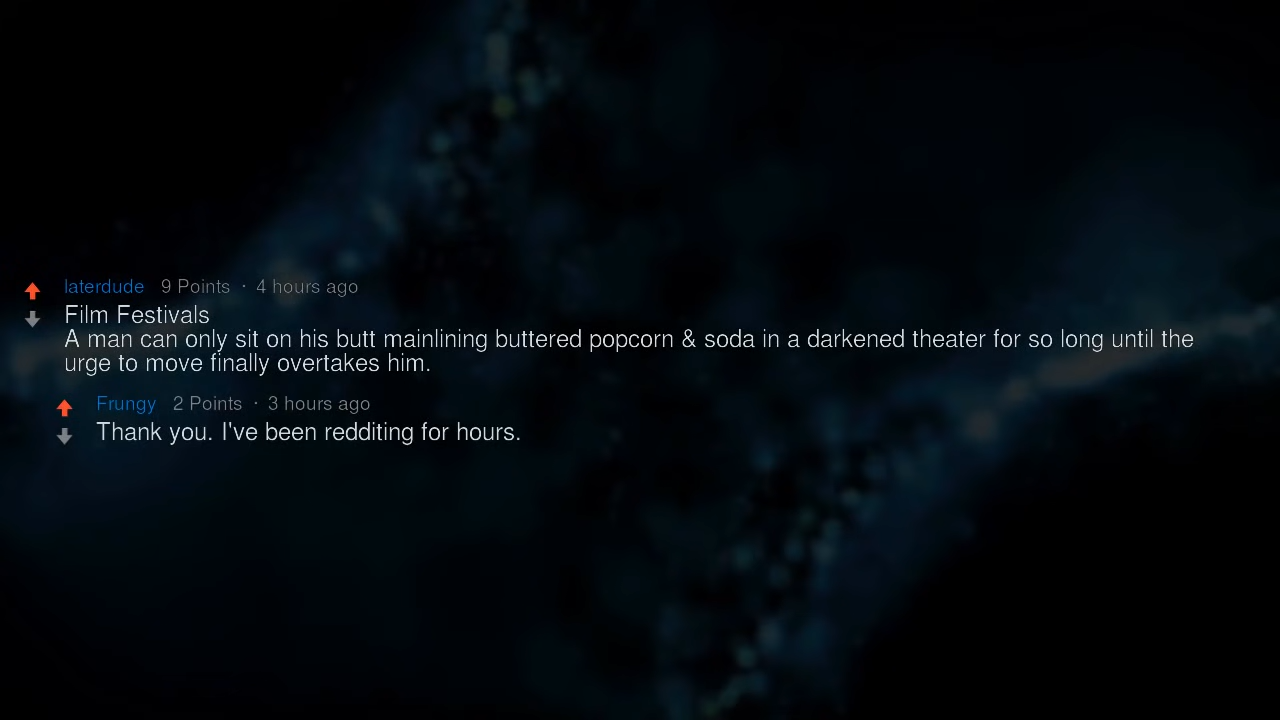 laterdude 9 Points · 4 hours ago
Film Festivals
A man can only sit on his butt mainlining buttered popcorn & soda in a darkened theater for so long until the
urge to move finally overtakes him.
Frungy 2 Points · 3 hours ago
Thank you. I've been redditing for hours.